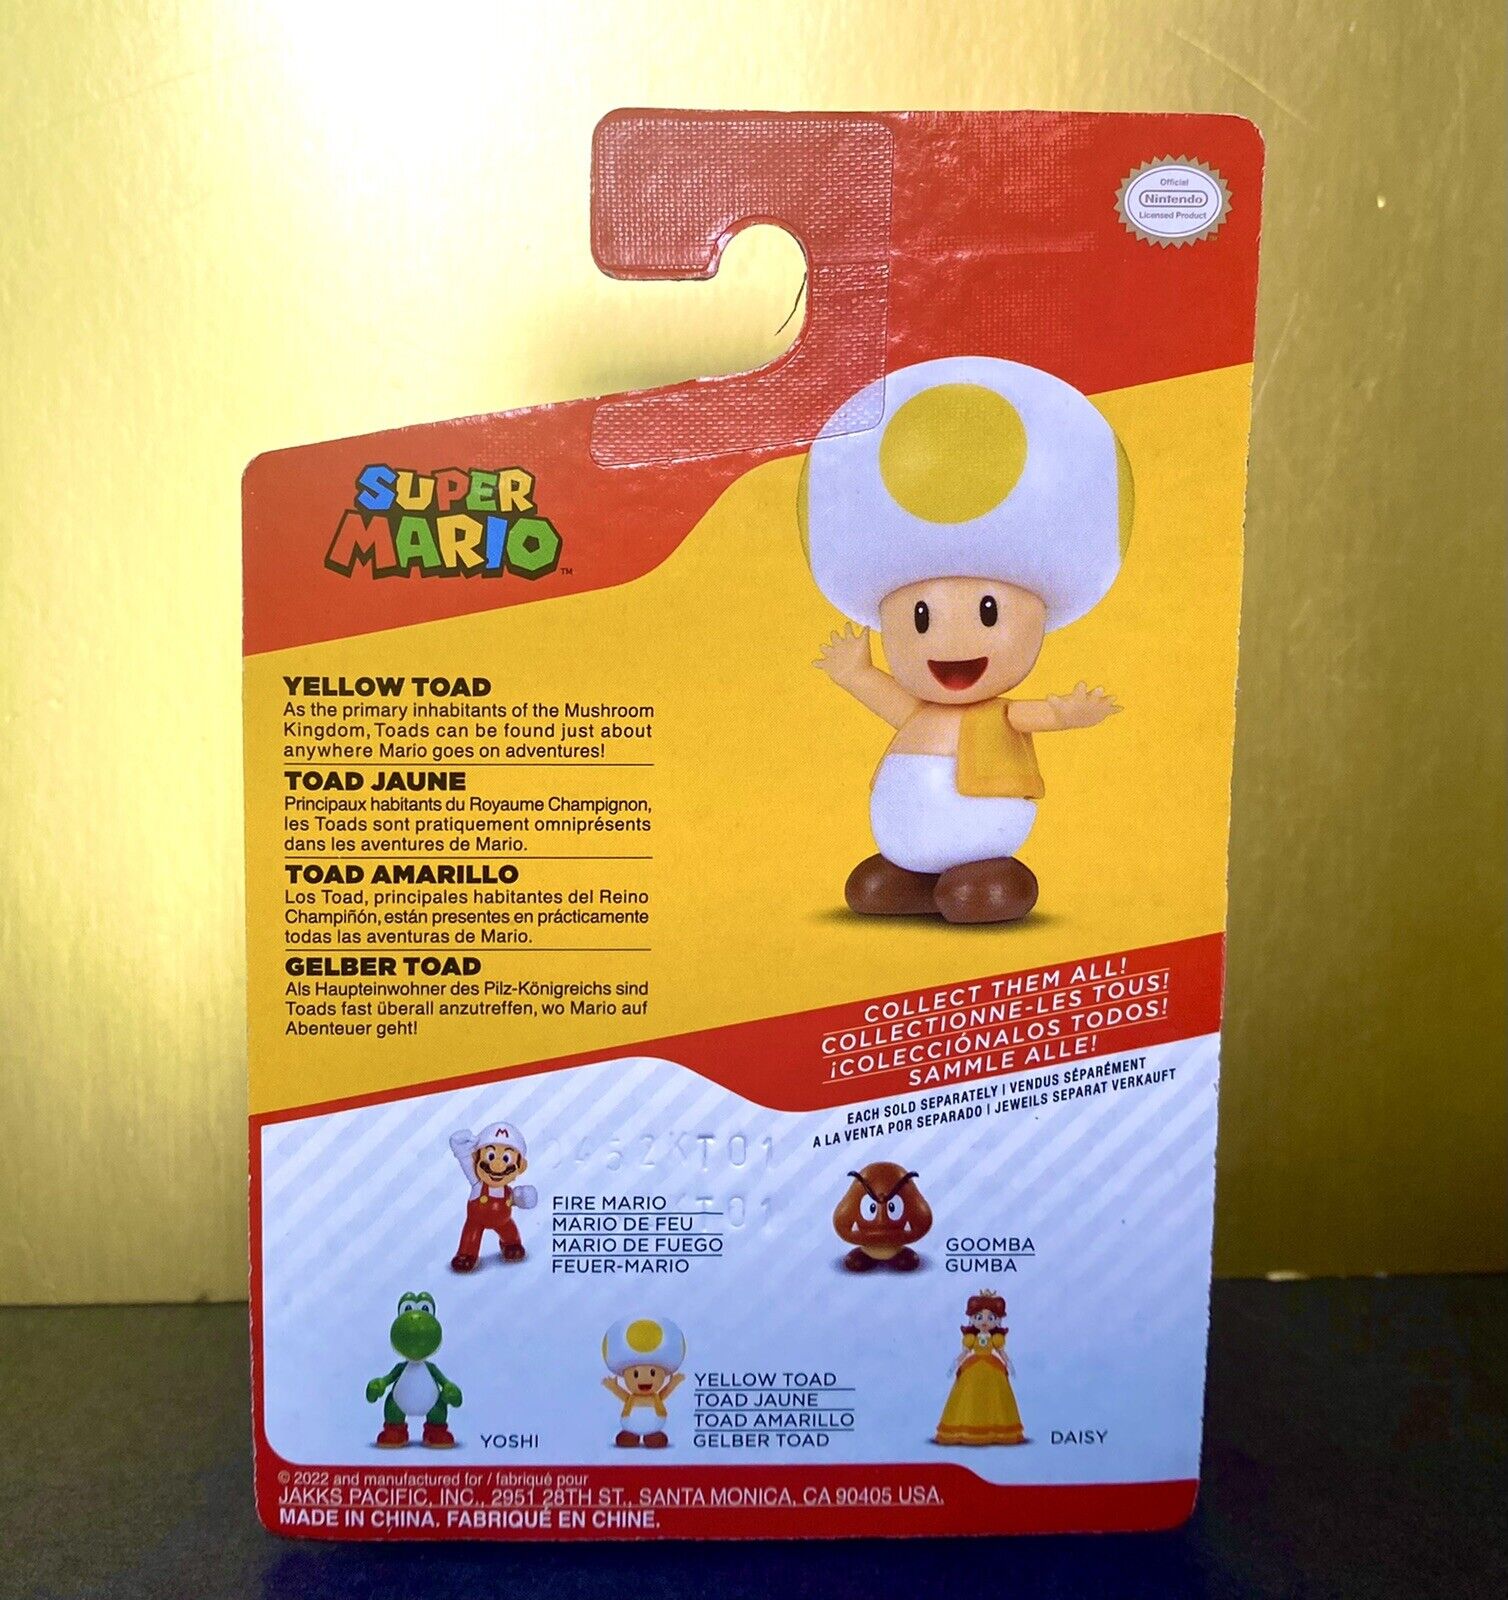 Official
Nintendo
Licensed Product
SUPER
MARIO™
YELLOW TOAD
As the primary inhabitants of the Mushroom
Kingdom, Toads can be found just about
anywhere Mario goes on adventures!
TOAD JAUNE
Principaux habitants du Royaume Champignon,
les Toads sont pratiquement omniprésents
dans les aventures de Mario.
TOAD AMARILLO
Los Toad, principales habitantes del Reino
Champiñón, están presentes en prácticamente
todas las aventuras de Mario.
GELBER TOAD
Als Haupteinwohner des Pilz-Königreichs sind
Toads fast überall anzutreffen, wo Mario auf
Abenteuer geht!
COLLECT THEM ALL!
COLLECTIONNE-LES TOUS!
¡COLECCIÓNALOS TODOS!
SAMMLE ALLE!
EACH SOLD SEPARATELY | VENDUS SÉPARÉMENT
A LA VENTA POR SEPARADO | JEWEILS SEPARAT VERKAUFT
M
452KT01
T01
FIRE MARIO
MARIO DE FEU
MARIO DE FUEGO
FEUER-MARIO
GOOMBA
GUMBA
YOSHI
YELLOW TOAD
TOAD JAUNE
TOAD AMARILLO
GELBER TOAD
DAISY
© 2022 and manufactured for / fabriqué pour
JAKKS PACIFIC, INC., 2951 28TH ST., SANTA MONICA, CA 90405 USA.
MADE IN CHINA. FABRIQUÉ EN CHINE.